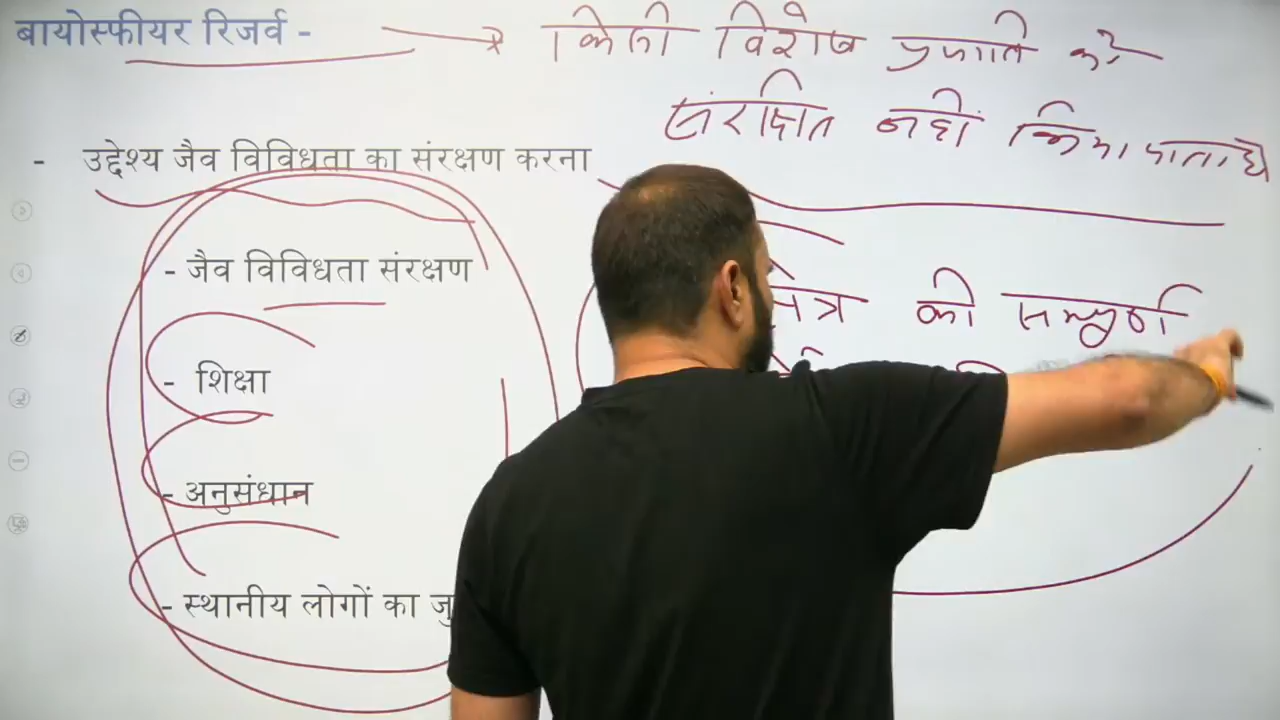 बायोस्फीयर रिजर्व - किसी विशेष प्रजाति को
संरक्षित नहीं किया जाता है
- उद्देश्य जैव विविधता का संरक्षण करना
- जैव विविधता संरक्षण
की सम्पूर्ण
- शिक्षा
- अनुसंधान
- स्थानीय लोगों का